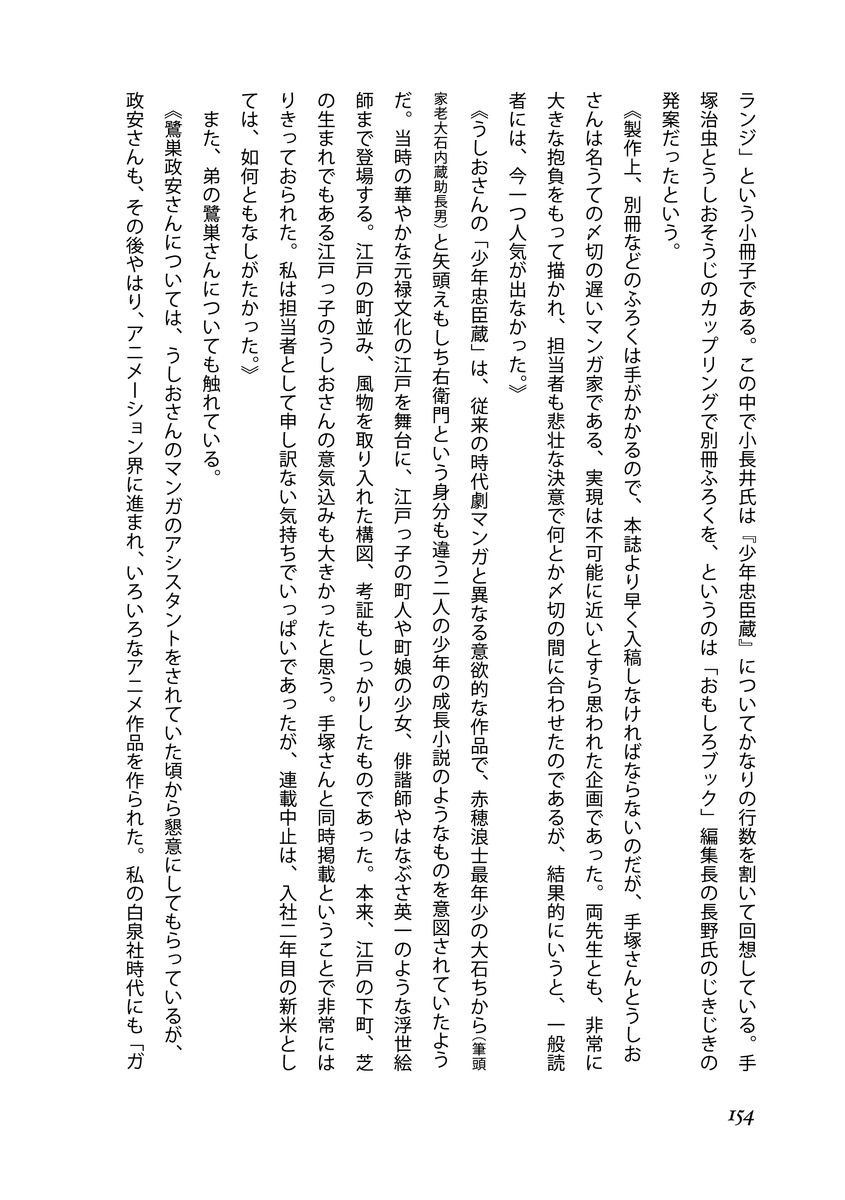 ランジ」という小冊子である。この中で小長井氏は『少年忠臣蔵』についてかなりの行数を割いて回想している。手
塚治虫とうしおそうじのカップリングで別冊ふろくを、というのは「おもしろブック」編集長の長野氏のじきじきの
発案だったという。
《製作上、別冊などのふろくは手がかかるので、本誌より早く入稿しなければならないのだが、手塚さんとうしお
さんは名うての〆切の遅いマンガ家である、実現は不可能に近いとすら思われた企画であった。両先生とも、非常に
大きな抱負をもって描かれ、担当者も悲壮な決意で何とか〆切の間に合わせたのであるが、結果的にいうと、一般読
者には、今一つ人気が出なかった。》
《うしおさんの「少年忠臣蔵」は、従来の時代劇マンガと異なる意欲的な作品で、赤穂浪士最年少の大石ちから（筆頭
家老大石内蔵助長男）と矢頭えもしち右衛門という身分も違う二人の少年の成長小説のようなものを意図されていたよう
だ。当時の華やかな元禄文化の江戸を舞台に、江戸っ子の町人や町娘の少女、俳諧師やはなぶさ英一のような浮世絵
師まで登場する。江戸の町並み、風物を取り入れた構図、考証もしっかりしたものであった。本来、江戸の下町、芝
の生まれでもある江戸っ子のうしおさんの意気込みも大きかったと思う。手塚さんと同時掲載ということで非常には
りきっておられた。私は担当者として申し訳ない気持ちでいっぱいであったが、連載中止は、入社二年目の新米とし
ては、如何ともなしがたかった。》
また、弟の鷺巣さんについても触れている。
《鷺巣政安さんについては、うしおさんのマンガのアシスタントをされていた頃から懇意にしてもらっているが、
政安さんも、その後やはり、アニメーション界に進まれ、いろいろなアニメ作品を作られた。私の白泉社時代にも「ガ
154